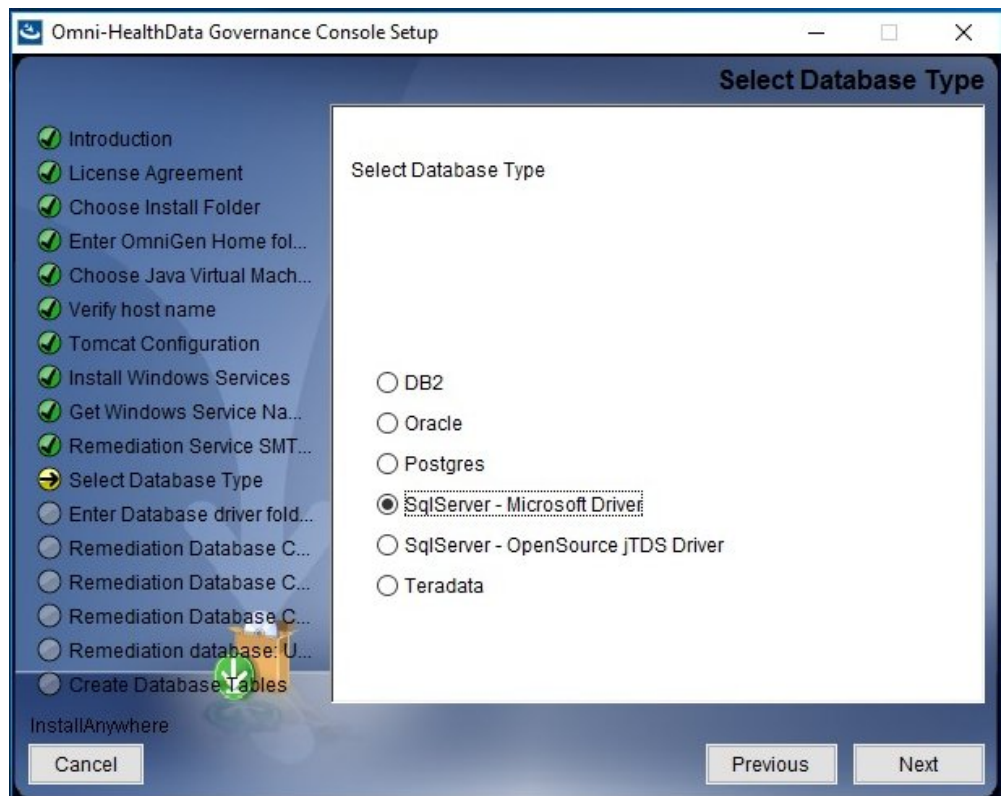 Omni-HealthData Governance Console Setup
Select Database Type
Introduction
License Agreement
Choose Install Folder
Enter OmniGen Home fol...
Choose Java Virtual Mach...
Verify host name
Tomcat Configuration
Install Windows Services
Get Windows Service Na...
Remediation Service SMT...
Select Database Type
Enter Database driver fold...
Remediation Database C...
Remediation Database C...
Remediation Database C...
Remediation database: U...
Create Database Tables
Select Database Type
DB2
Oracle
Postgres
SqlServer - Microsoft Driver
SqlServer - OpenSource jTDS Driver
Teradata
InstallAnywhere
Cancel
Previous
Next